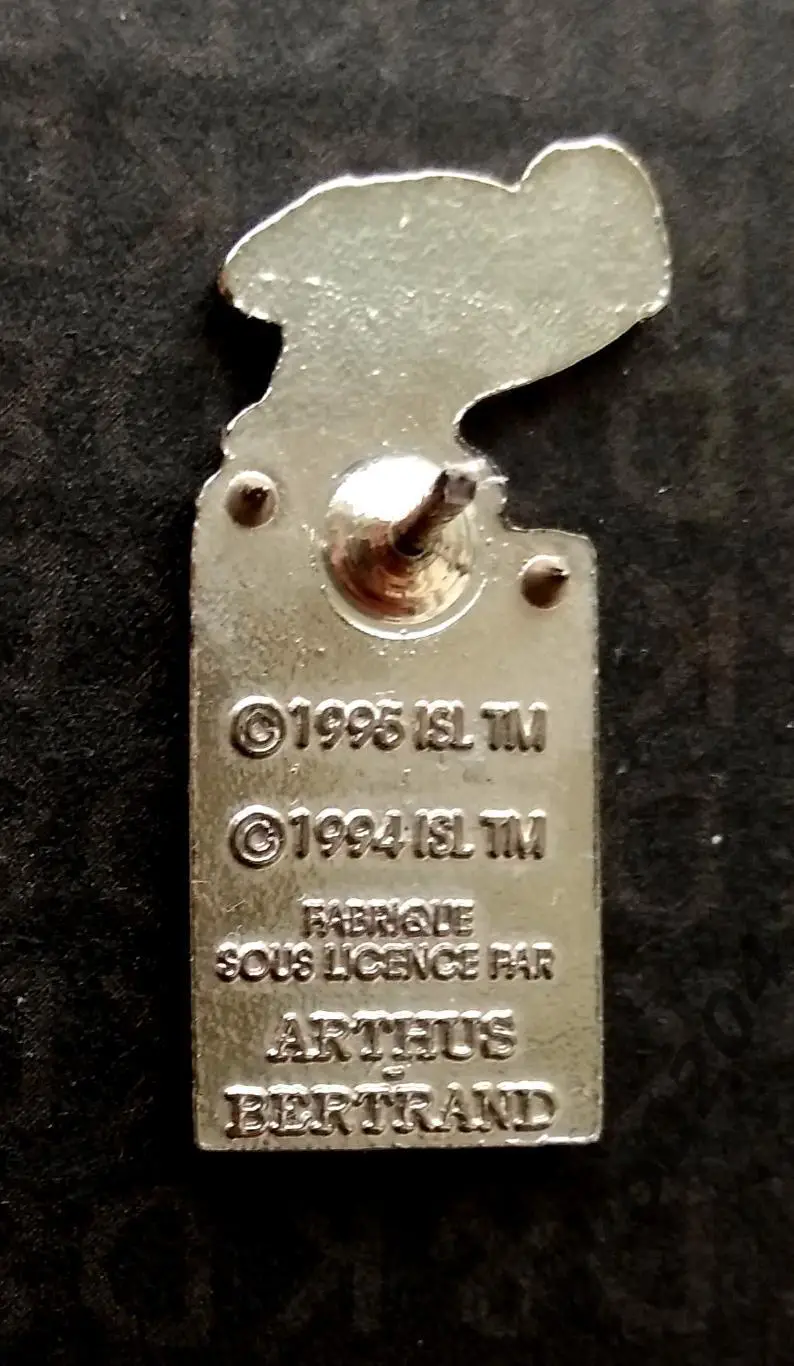 ©1995 ISL TM
©1994 ISL TM
FABRIQUE
SOUS LICENCE PAR
ARTHUS
-
BERTRAND